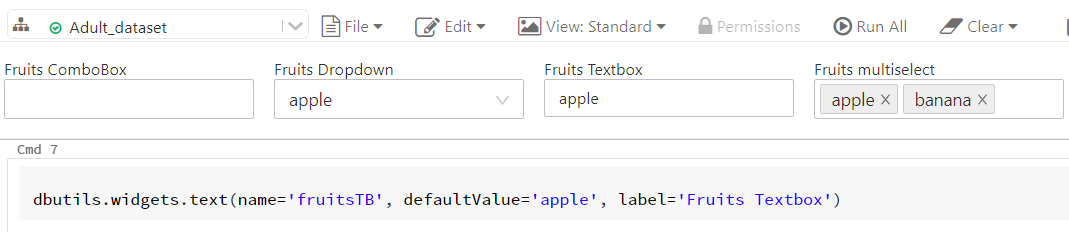 Adult_dataset File Edit View: Standard Permissions Run All Clear
Fruits ComboBox Fruits Dropdown Fruits Textbox Fruits multiselect
apple apple apple banana
Cmd 7
dbutils.widgets.text(name='fruitsTB', defaultValue='apple', label='Fruits Textbox')